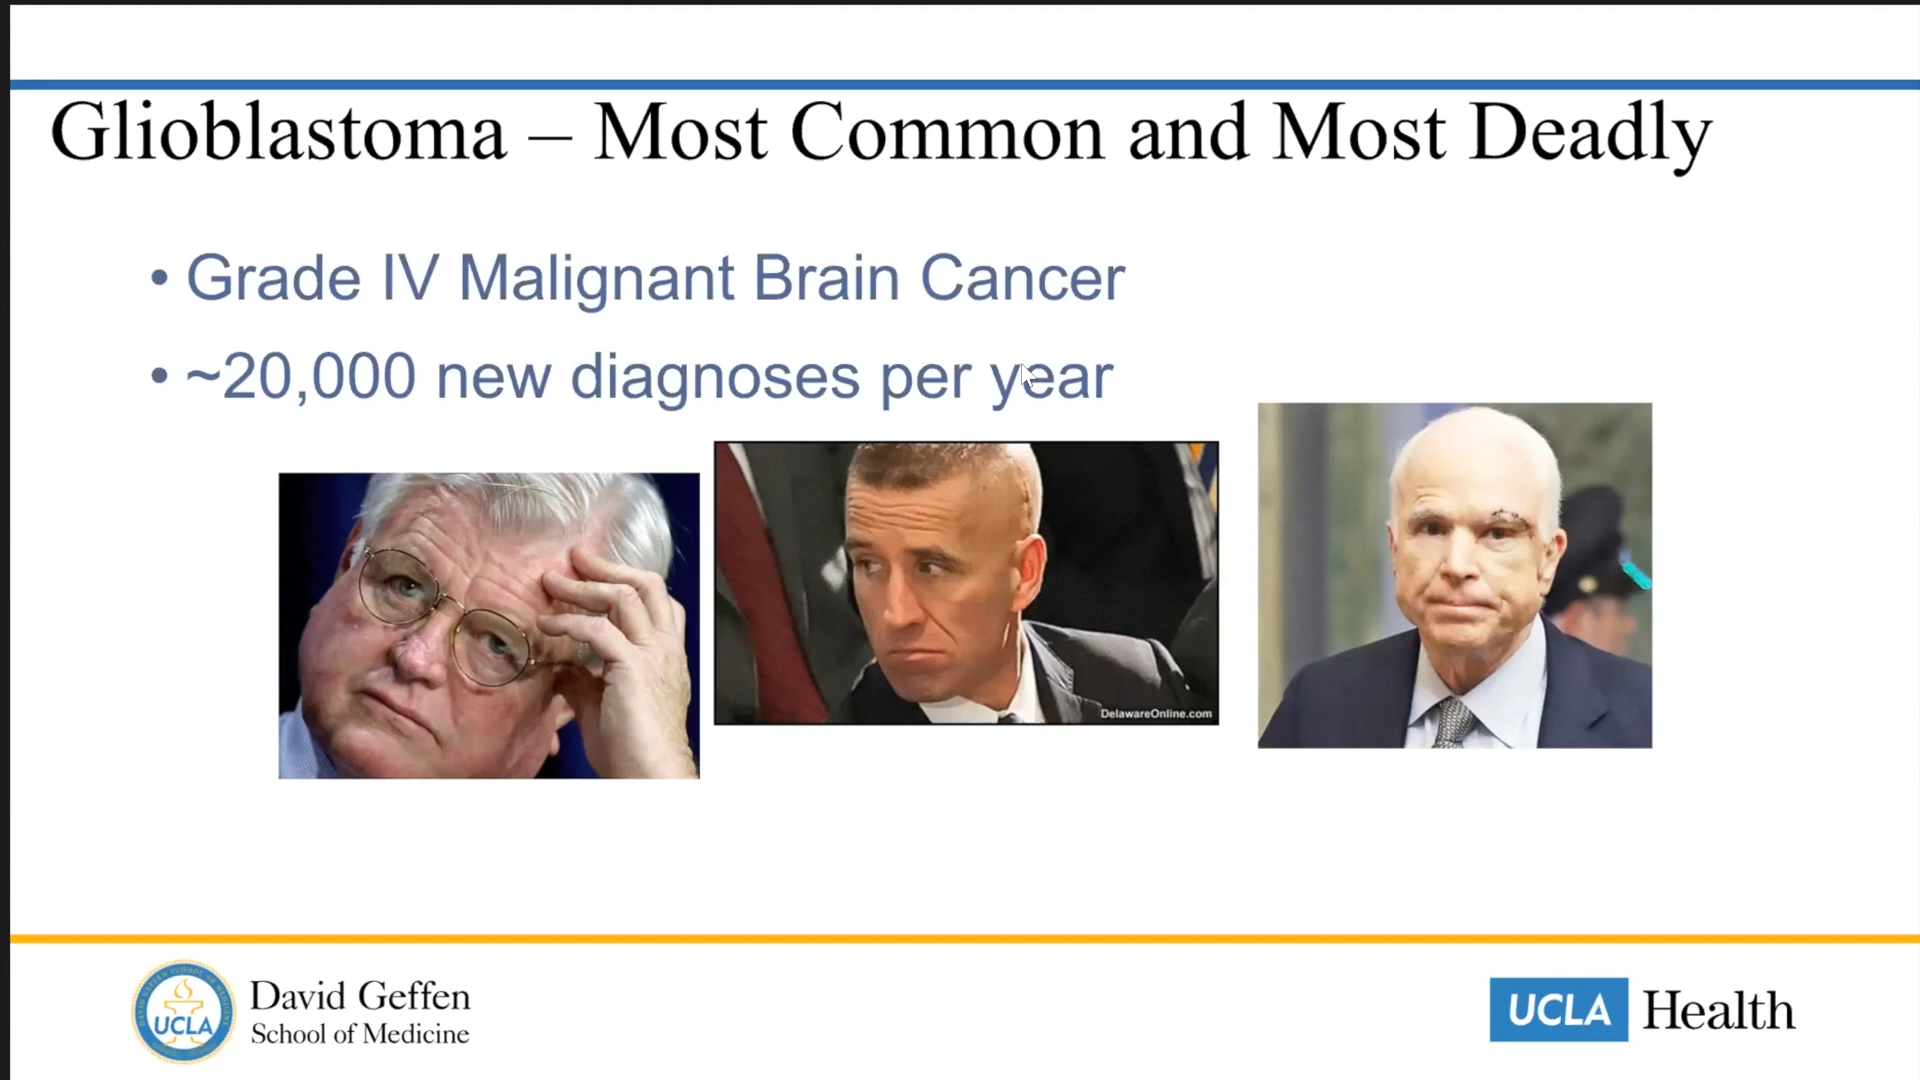 Glioblastoma – Most Common and Most Deadly
• Grade IV Malignant Brain Cancer
• ~20,000 new diagnoses per year
DelawareOnline.com
UCLA
David Geffen
School of Medicine
UCLA Health